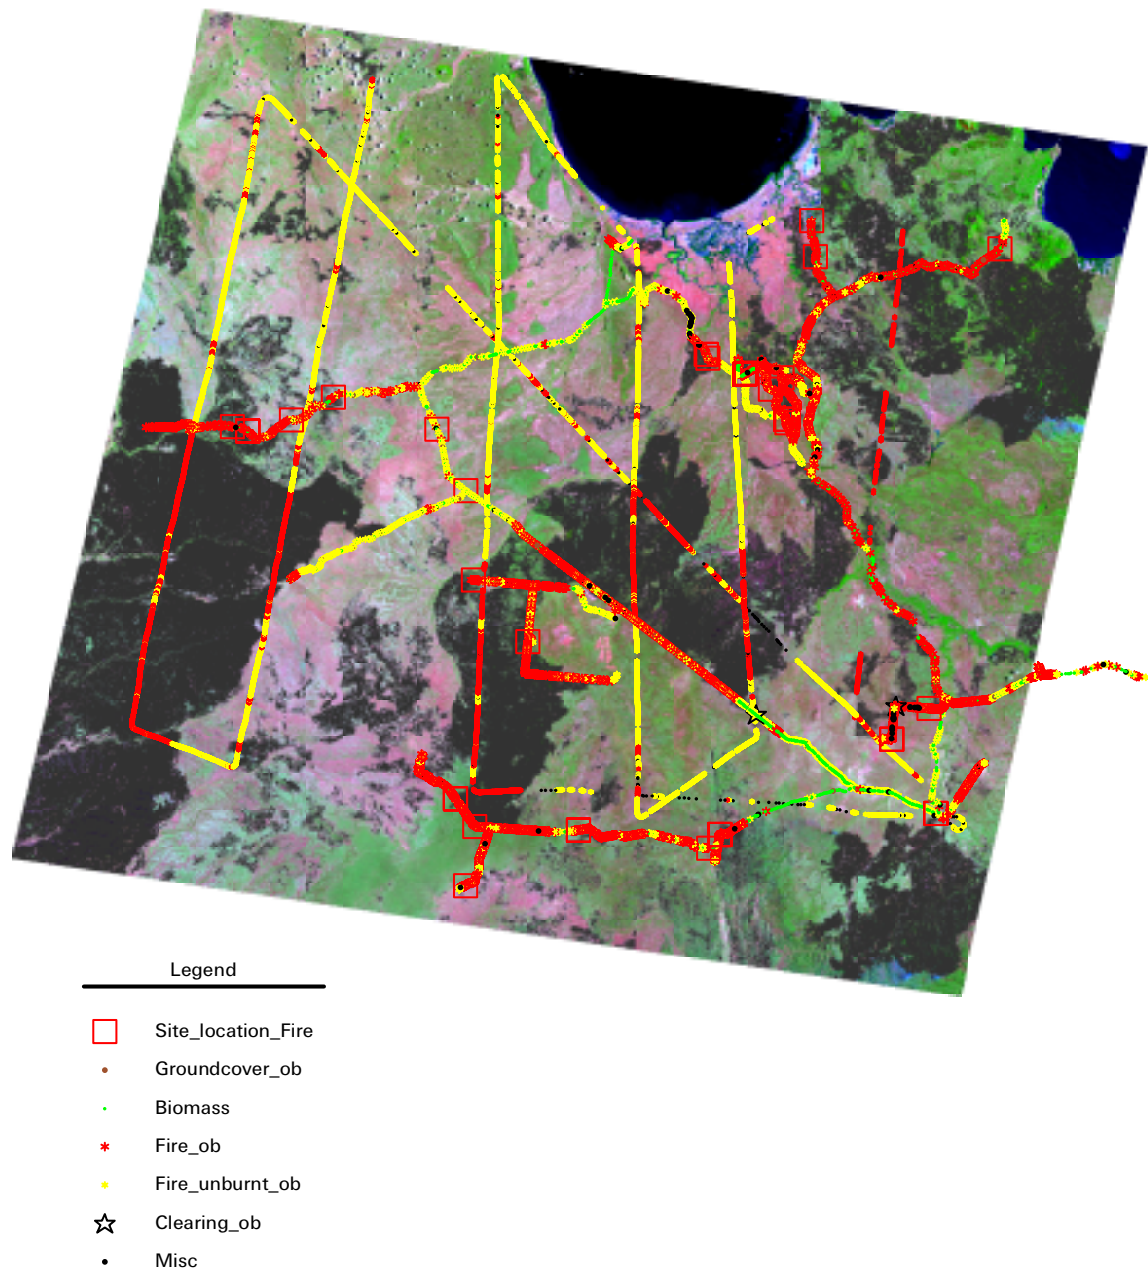 Legend
Site_location_Fire
Groundcover_ob
Biomass
Fire_ob
Fire_unburnt_ob
Clearing_ob
Misc